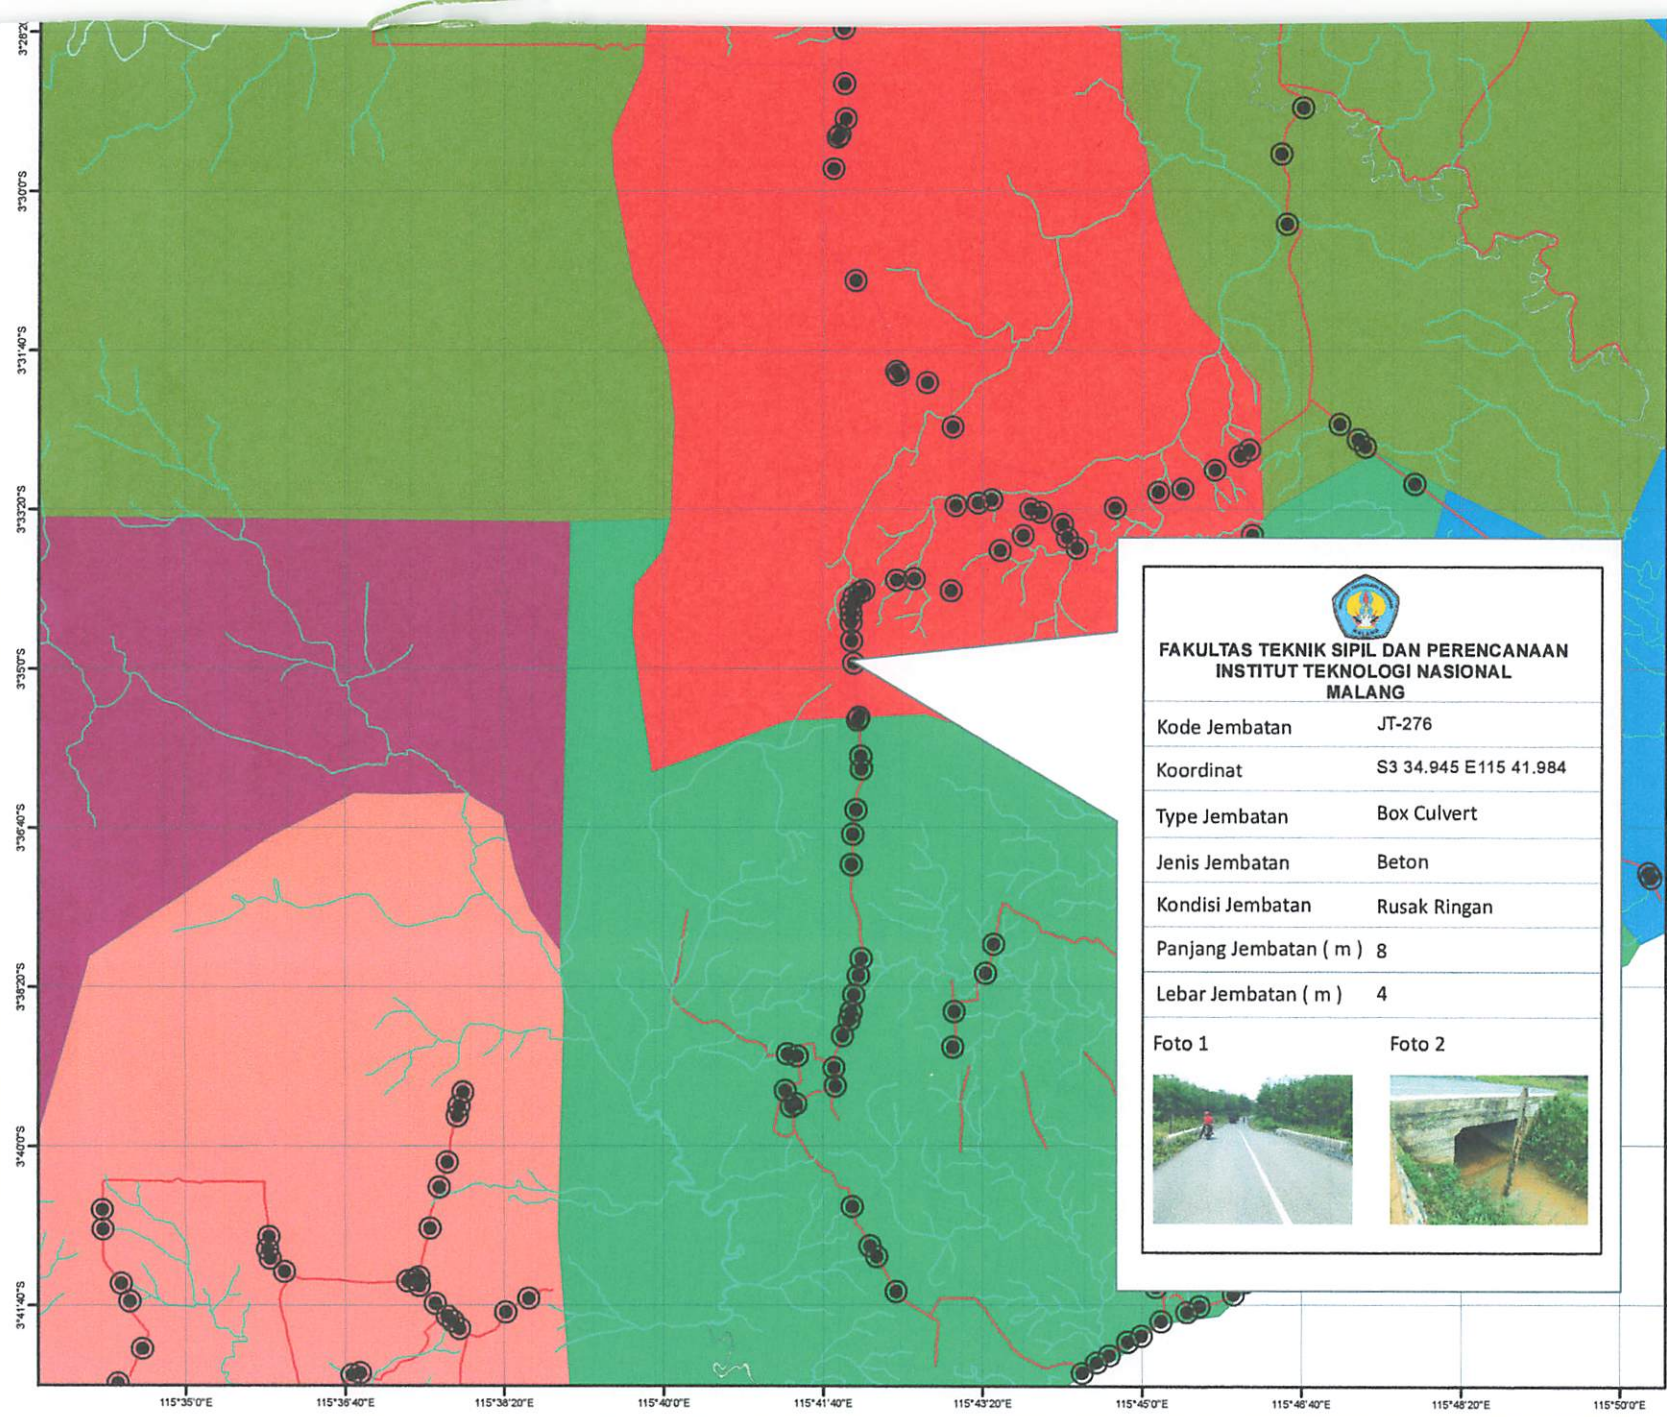 3°28'20
3°30'0"S
3°31'40"S
3°33'20"S
3°35'0"S
3°36'40"S
3°38'20"S
3°40'0"S
3°41'40"S
MALANG
FAKULTAS TEKNIK SIPIL DAN PERENCANAAN
INSTITUT TEKNOLOGI NASIONAL
MALANG
Kode Jembatan JT-276
Koordinat S3 34.945 E115 41.984
Type Jembatan Box Culvert
Jenis Jembatan Beton
Kondisi Jembatan Rusak Ringan
Panjang Jembatan ( m ) 8
Lebar Jembatan ( m ) 4
Foto 1 Foto 2
115°35'0"E 115°36'40"E 115°38'20"E 115°40'0"E 115°41'40"E 115°43'20"E 115°45'0"E 115°46'40"E 115°48'20"E 115°50'0"E